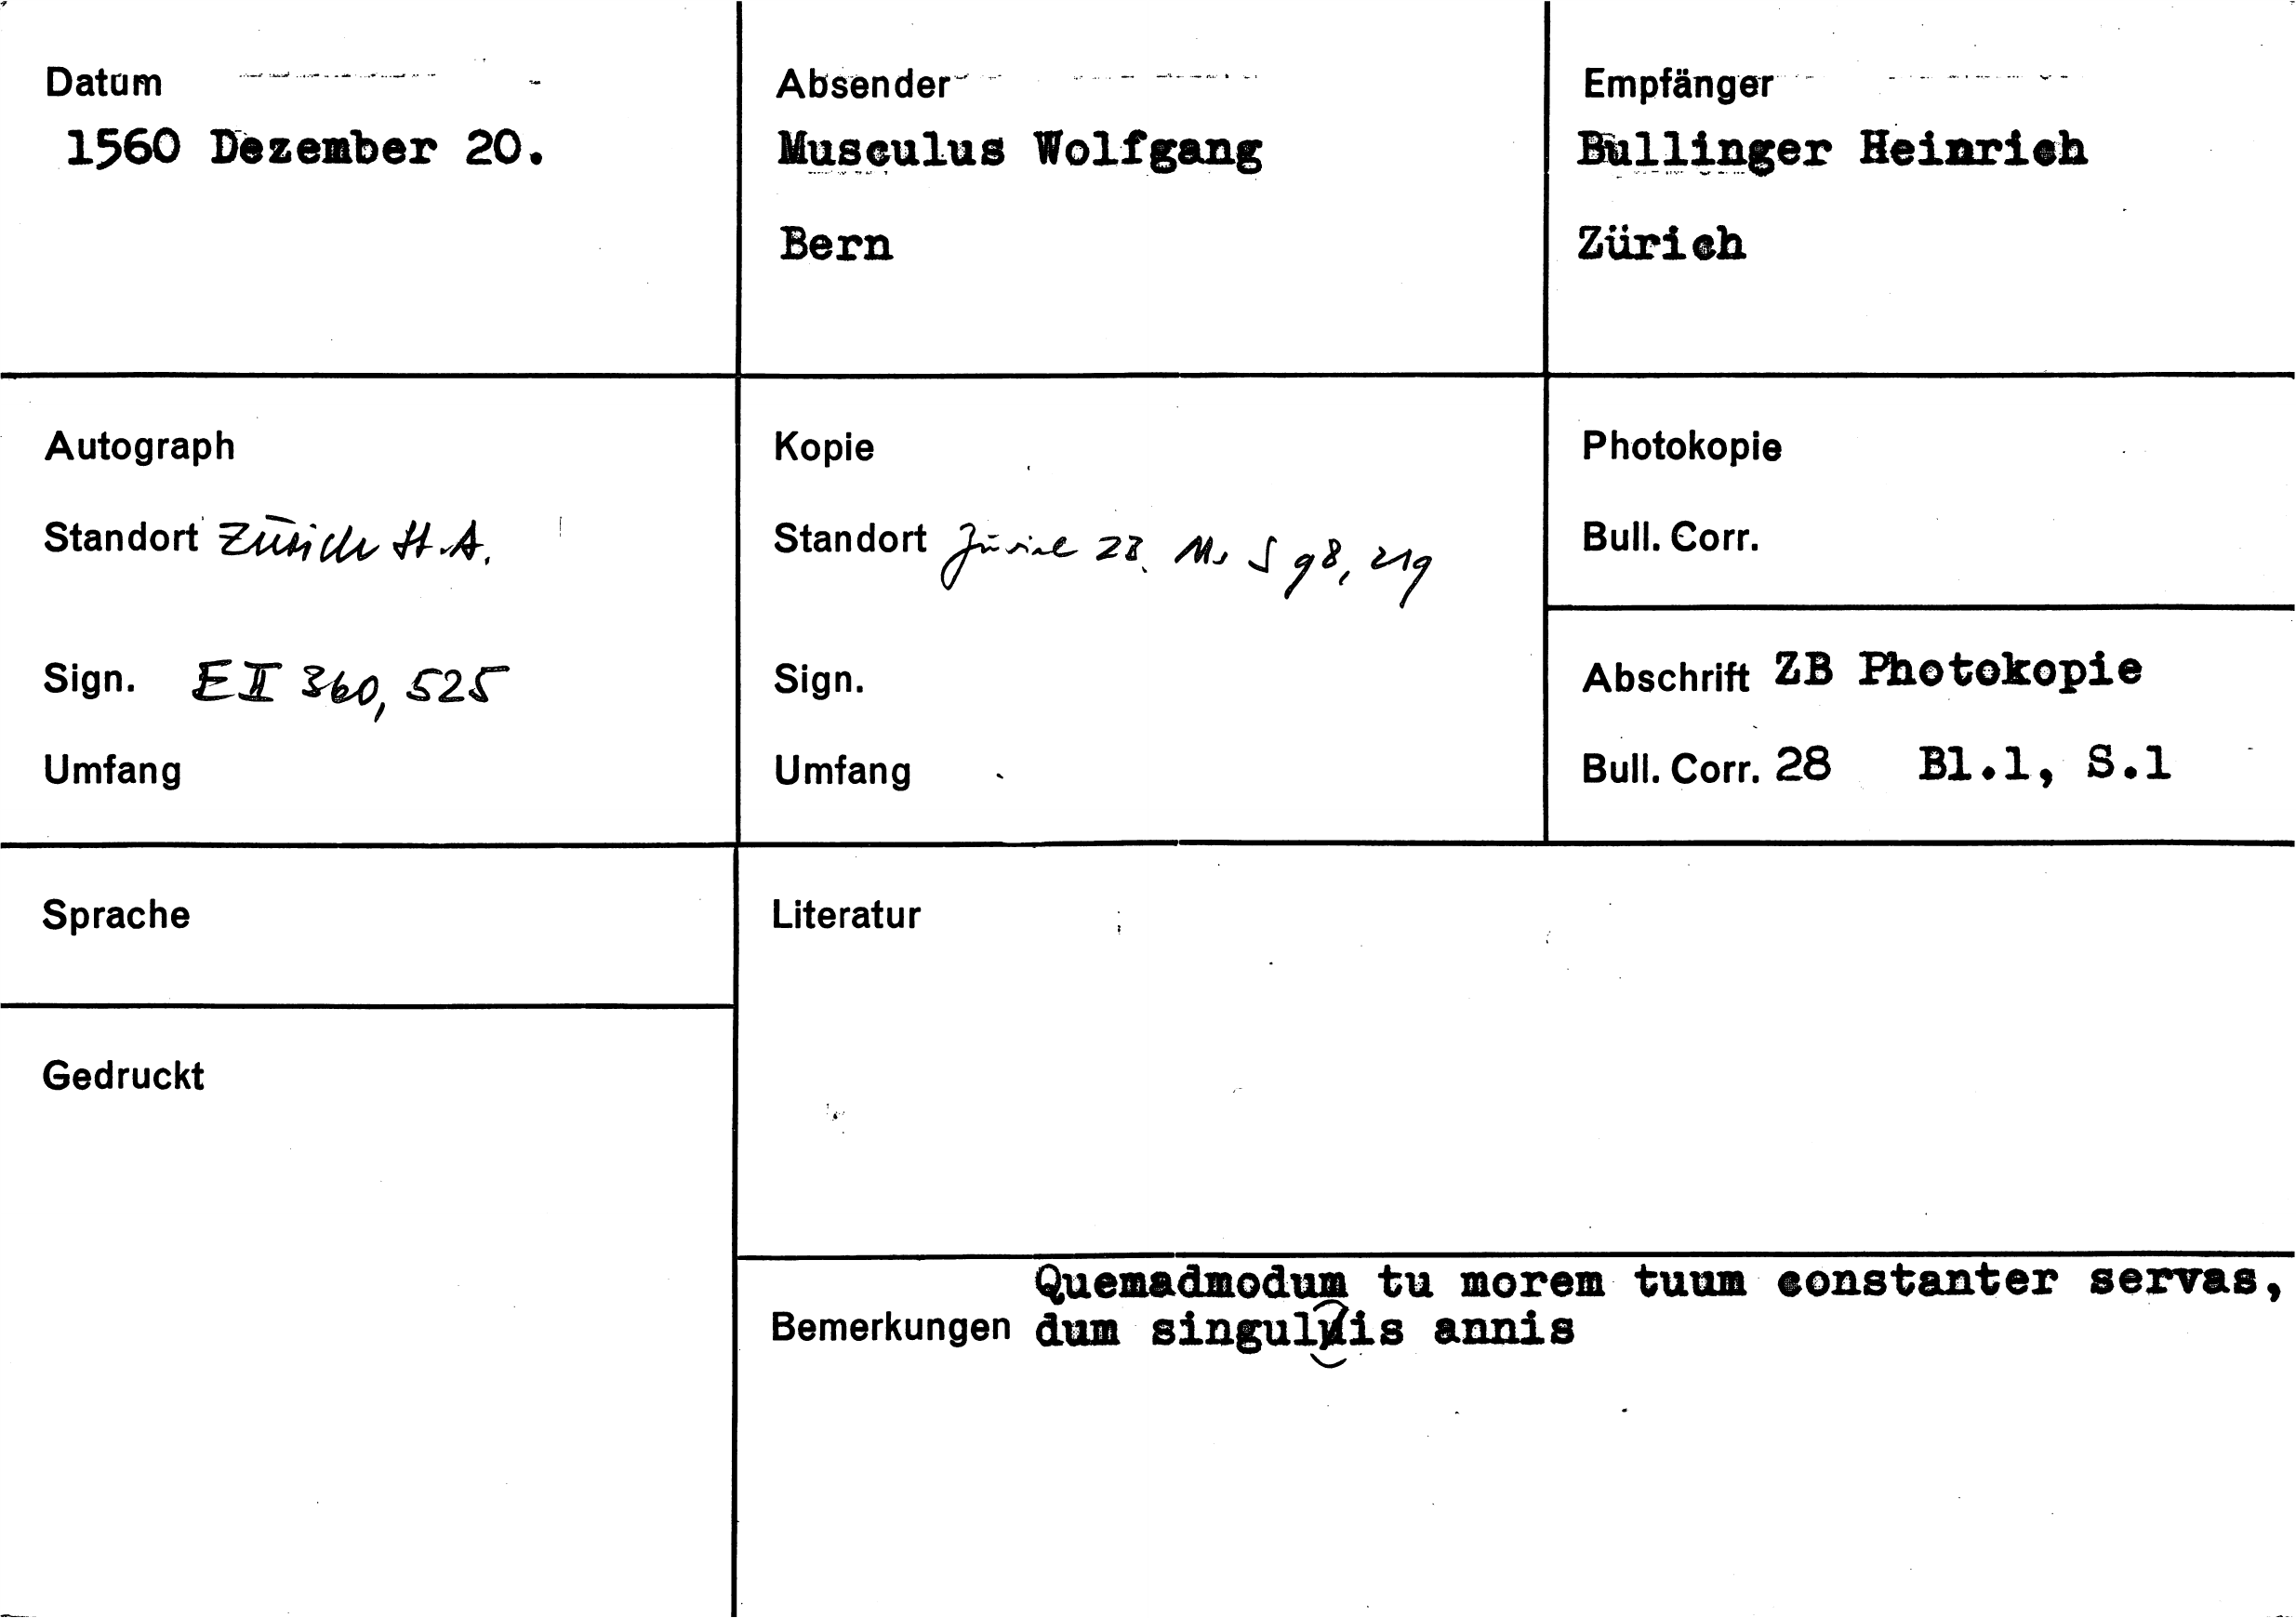 Datum
1560 Dezember 20.
Absender
Musculus Wolfgang
Bern
Empfänger
Bullinger Heinrich
Zürich
Autograph
Standort Zürich St.A.
Sign. E II 360, 525
Umfang
Kopie
Standort Zürich ZB. Ms S 98, 219
Sign.
Umfang
Photokopie
Bull. Corr.
Abschrift ZB Photokopie
Bull. Corr. 28 Bl.1, S.1
Sprache
Gedruckt
Literatur
Bemerkungen
Quemadmodum tu morem tuum constanter servas,
dum singulis annis